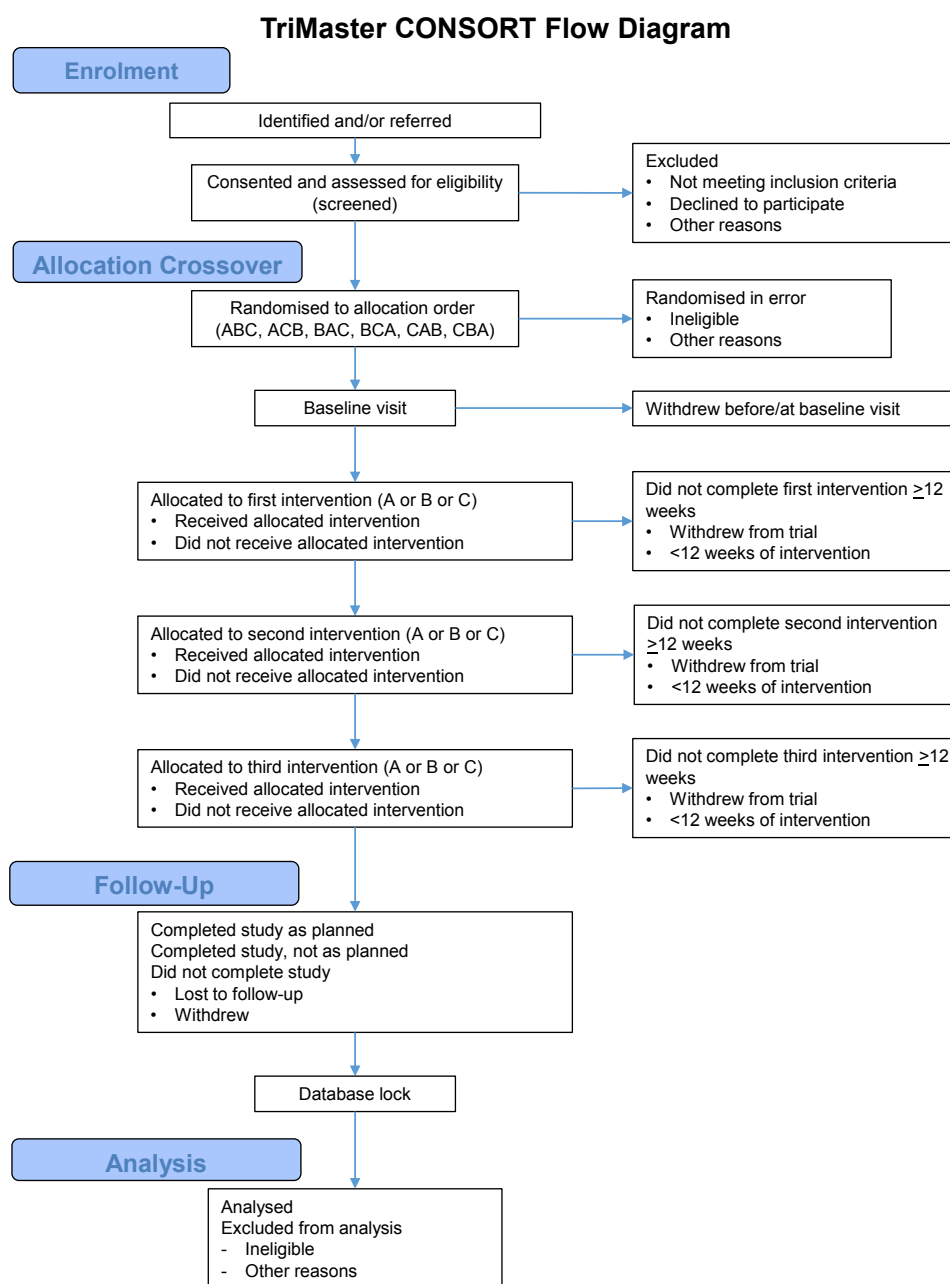 TriMaster CONSORT Flow Diagram
Enrolment
Identified and/or referred
Consented and assessed for eligibility
(screened)
Excluded
• Not meeting inclusion criteria
• Declined to participate
• Other reasons
Allocation Crossover
Randomised to allocation order
(ABC, ACB, BAC, BCA, CAB, CBA)
Randomised in error
• Ineligible
• Other reasons
Baseline visit
Withdrew before/at baseline visit
Allocated to first intervention (A or B or C)
• Received allocated intervention
• Did not receive allocated intervention
Did not complete first intervention ≥12
weeks
• Withdrew from trial
• <12 weeks of intervention
Allocated to second intervention (A or B or C)
• Received allocated intervention
• Did not receive allocated intervention
Did not complete second intervention
≥12 weeks
• Withdrew from trial
• <12 weeks of intervention
Allocated to third intervention (A or B or C)
• Received allocated intervention
• Did not receive allocated intervention
Did not complete third intervention ≥12
weeks
• Withdrew from trial
• <12 weeks of intervention
Follow-Up
Completed study as planned
Completed study, not as planned
Did not complete study
• Lost to follow-up
• Withdrew
Database lock
Analysis
Analysed
Excluded from analysis
- Ineligible
- Other reasons